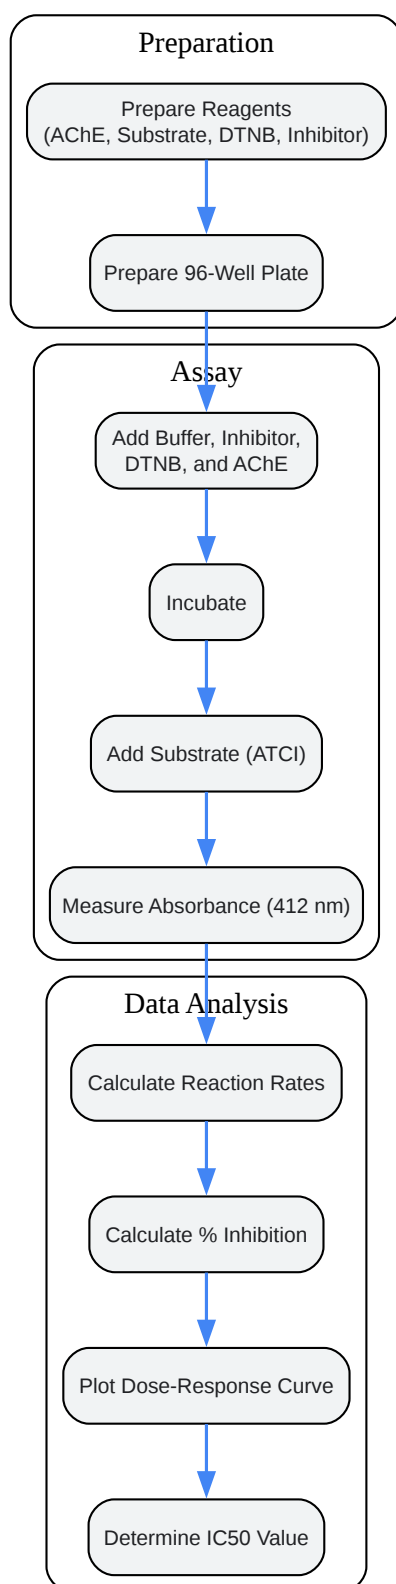 Preparation
Prepare Reagents
(AChE, Substrate, DTNB, Inhibitor)
Prepare 96-Well Plate
Assay
Add Buffer, Inhibitor,
DTNB, and AChE
Incubate
Add Substrate (ATCI)
Measure Absorbance (412 nm)
Data Analysis
Calculate Reaction Rates
Calculate % Inhibition
Plot Dose-Response Curve
Determine IC50 Value